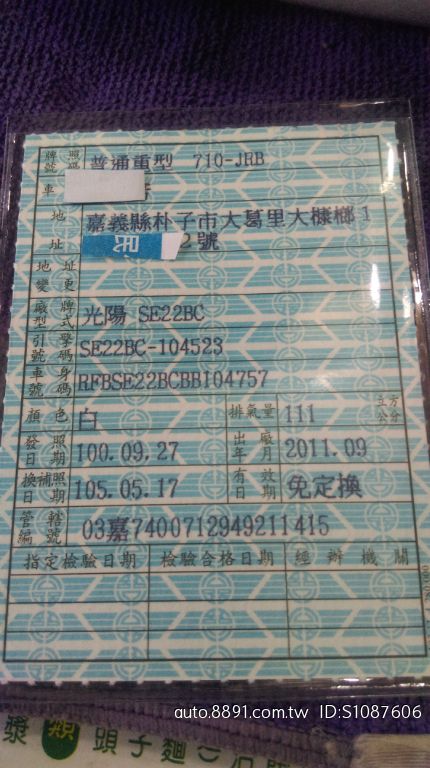 牌照號碼 普通重型 710-JRB
車
地址 嘉義縣朴子市大葛里大槺榔1
2號
地址變更
廠牌型式 光陽 SE22BC
引擎號碼 SE22BC-104523
車身號碼 RFBSE22BCBB104757
顏色 白 排氣量 111 立方公分
發照日期 100.09.27 出廠年月 2011.09
換補照日期 105.05.17 有效日期 免定換
管轄編號 03嘉7400712949211415
指定檢驗日期 檢驗合格日期 經辦機關
auto.8891.com.tw ID:S1087606